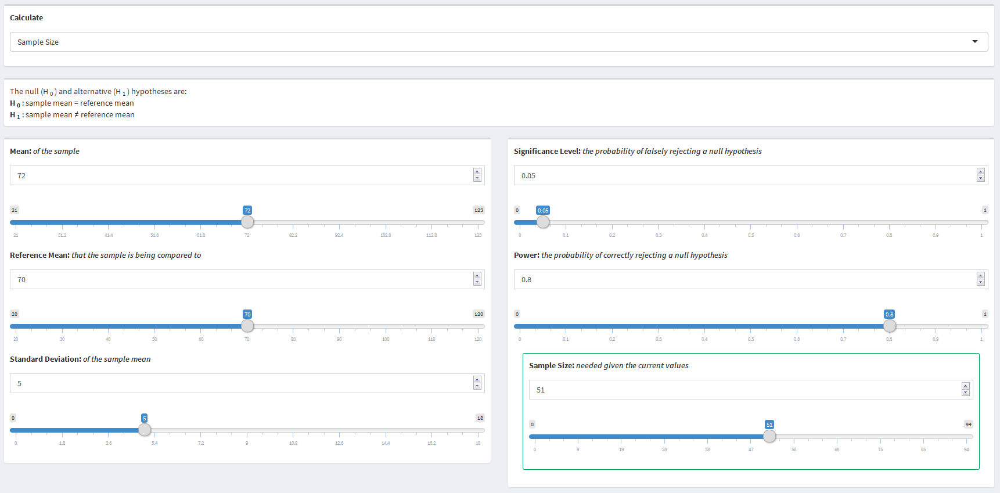 Calculate
Sample Size
The null (H 0 ) and alternative (H 1 ) hypotheses are:
H 0 : sample mean = reference mean
H 1 : sample mean ≠ reference mean
Mean: of the sample
72
21 72 123
21 31.2 41.4 51.6 61.8 72 82.2 92.4 102.6 112.8 123
Reference Mean: that the sample is being compared to
70
20 70 120
20 30 40 50 60 70 80 90 100 110 120
Standard Deviation: of the sample mean
5
0 5 18
0 1.8 3.6 5.4 7.2 9 10.8 12.6 14.4 16.2 18
Significance Level: the probability of falsely rejecting a null hypothesis
0.05
0 0.05 1
0 0.1 0.2 0.3 0.4 0.5 0.6 0.7 0.8 0.9 1
Power: the probability of correctly rejecting a null hypothesis
0.8
0 0.8 1
0 0.1 0.2 0.3 0.4 0.5 0.6 0.7 0.8 0.9 1
Sample Size: needed given the current values
51
0 51 94
0 9 19 28 38 47 56 66 75 85 94